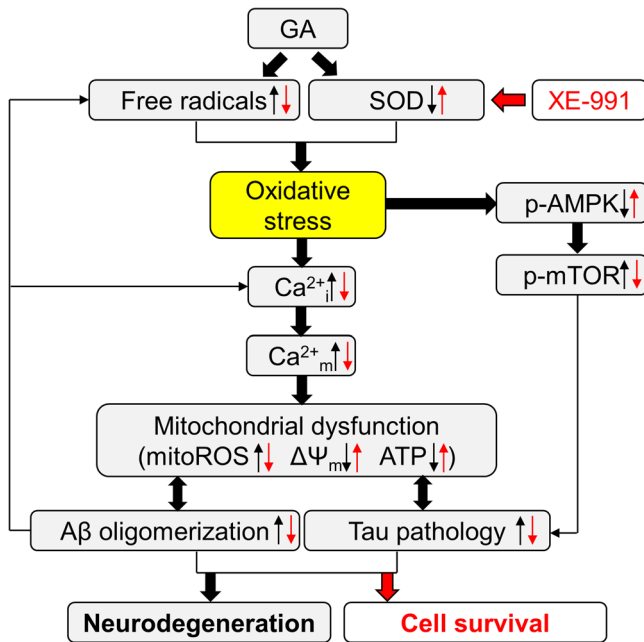 GA
Free radicals↑↓
SOD↓↑
XE-991
Oxidative
stress
p-AMPK↓↑
p-mTOR↑↓
Ca²⁺ᵢ↑↓
Ca²⁺ₘ↑↓
Mitochondrial dysfunction
(mitoROS↑↓ ΔΨₘ↓↑ ATP↓↑)
Aβ oligomerization↑↓
Tau pathology↑↓
Neurodegeneration
Cell survival